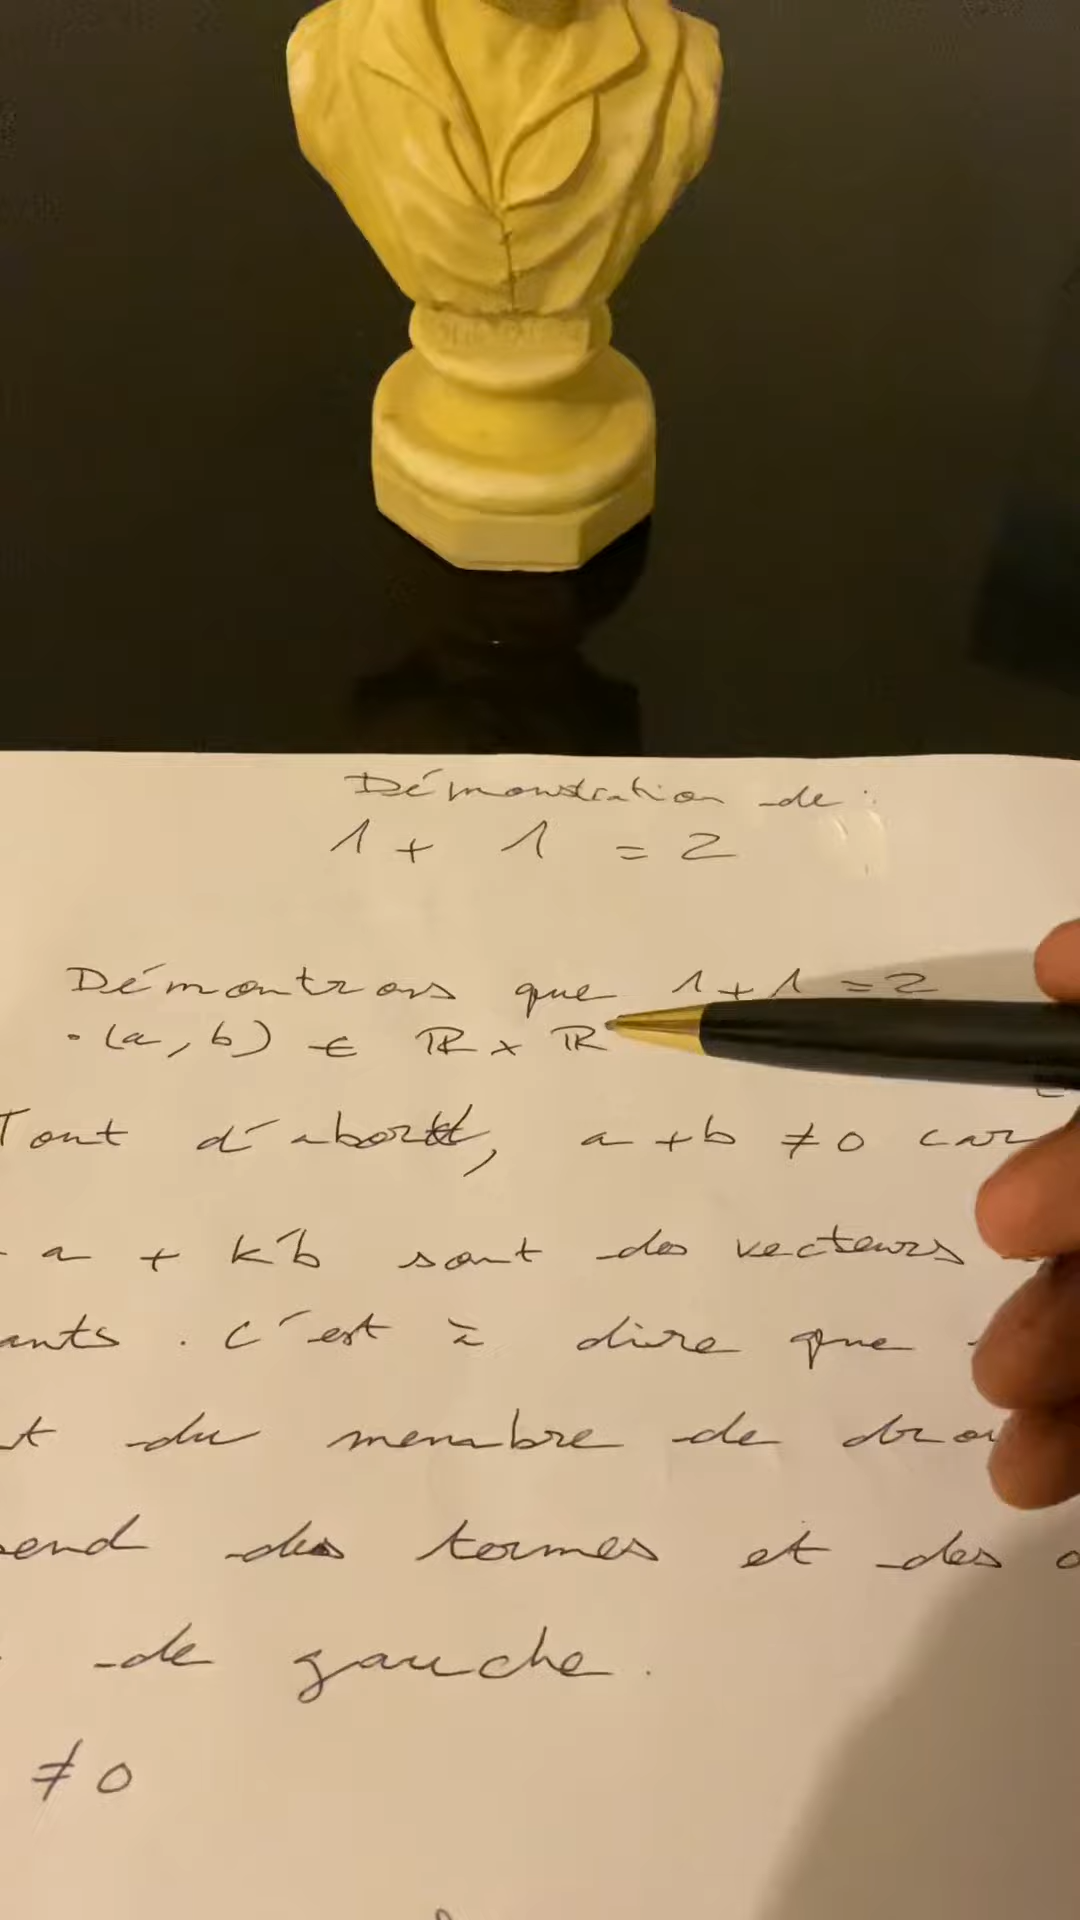 Démonstration de :
1 + 1 = 2
Démontrons que 1 + 1 = 2
• (a, b) ∈ ℝ x ℝ
Tout d'abord, a + b ≠ 0 car
a + k b sont des vecteurs
ants. C'est à dire que
t du membre de dro
end des termes et des o
de gauche.
≠ 0